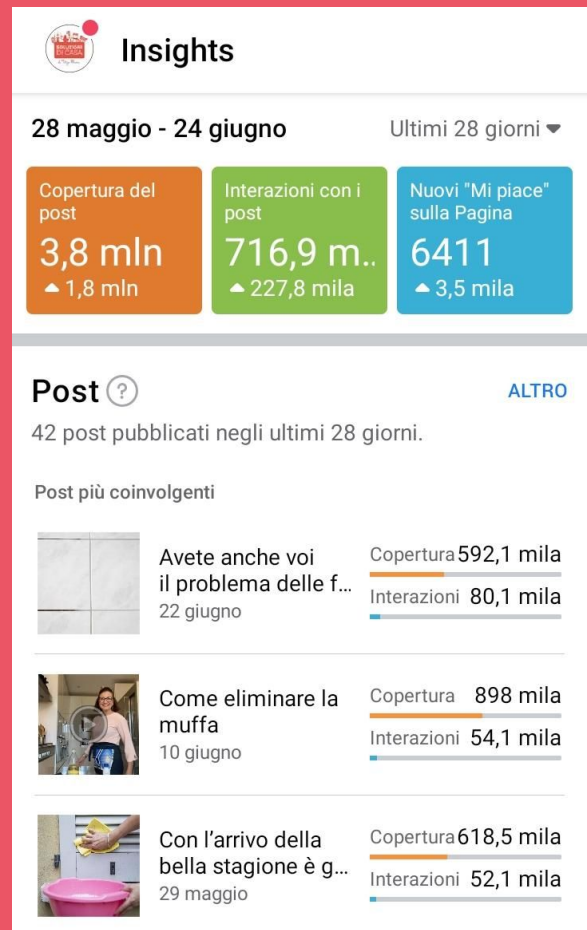 Insights
28 maggio - 24 giugno
Ultimi 28 giorni
Copertura del
post
3,8 mln
1,8 mln
Interazioni con i
post
716,9 m..
227,8 mila
Nuovi "Mi piace"
sulla Pagina
6411
3,5 mila
Post ?
ALTRO
42 post pubblicati negli ultimi 28 giorni.
Post più coinvolgenti
Avete anche voi
il problema delle f...
22 giugno
Copertura 592,1 mila
Interazioni 80,1 mila
Come eliminare la
muffa
10 giugno
Copertura 898 mila
Interazioni 54,1 mila
Con l’arrivo della
bella stagione è g...
29 maggio
Copertura 618,5 mila
Interazioni 52,1 mila